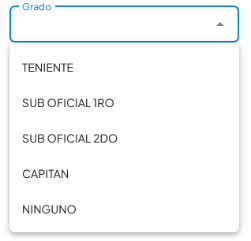 Grado
TENIENTE
SUB OFICIAL 1RO
SUB OFICIAL 2DO
CAPITAN
NINGUNO